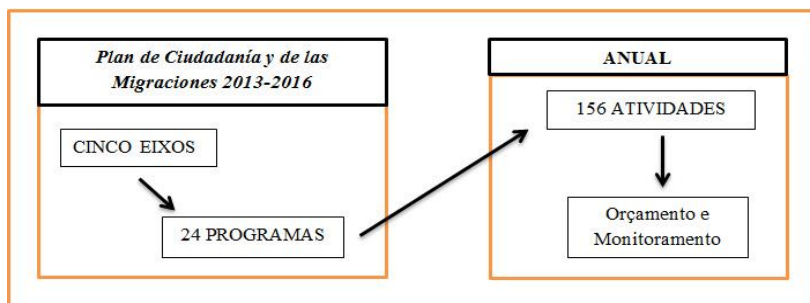 Plan de Ciudadanía y de las
Migraciones 2013-2016
CINCO EIXOS
24 PROGRAMAS
ANUAL
156 ATIVIDADES
Orçamento e
Monitoramento